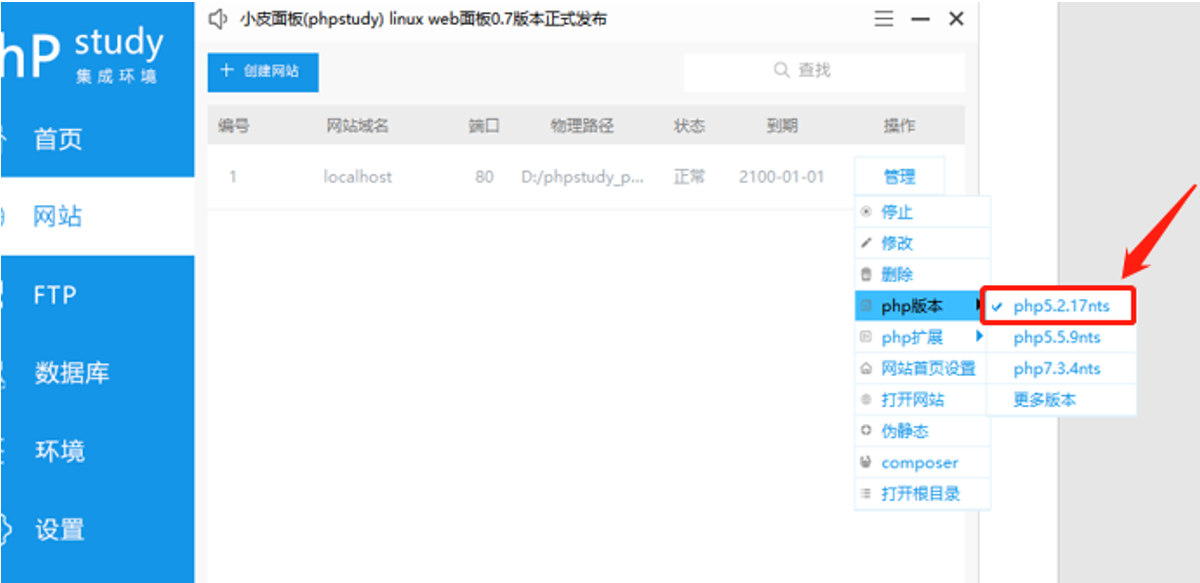 小皮面板(phpstudy) linux web面板0.7版本正式发布
hP study
集成环境
首页
网站
FTP
数据库
环境
设置
+ 创建网站
查找
编号 网站域名 端口 物理路径 状态 到期 操作
1 localhost 80 D:/phpstudy_p... 正常 2100-01-01 管理
停止
修改
删除
php版本
php扩展
网站首页设置
打开网站
伪静态
composer
打开根目录
php5.2.17nts
php5.5.9nts
php7.3.4nts
更多版本